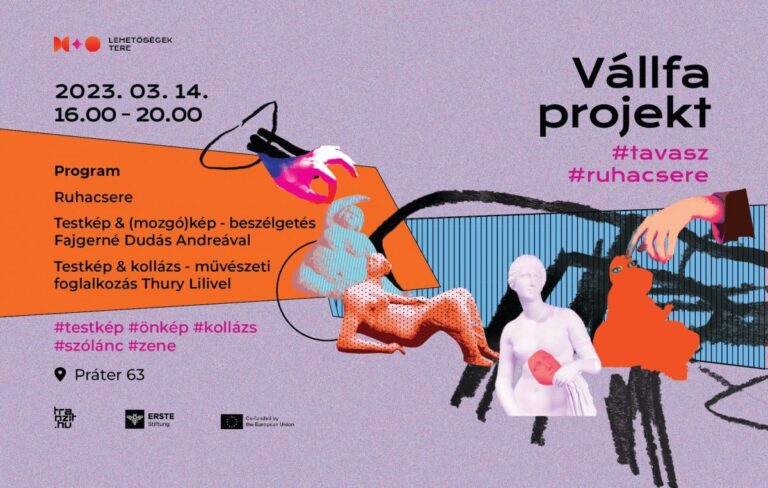 LEHETŐSÉGEK
TERE
2023. 03. 14.
16.00 – 20.00
Vállfa
projekt
#tavasz
#ruhacsere
Program
Ruhacsere
Testkép & (mozgó)kép - beszélgetés
Fajgerné Dudás Andreával
Testkép & kollázs - művészeti
foglalkozás Thury Lilivel
#testkép #önkép #kollázs
#szólánc #zene
Práter 63
tranzit.hu
ERSTE
Stiftung
Co-funded by
the European Union